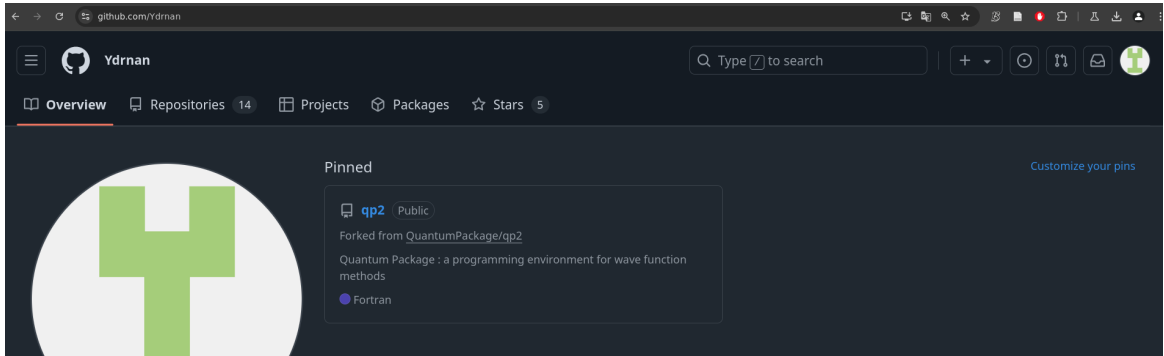 github.com/Ydrnan
Ydrnan
Type / to search
Overview
Repositories 14
Projects
Packages
Stars 5
Pinned
Customize your pins
qp2 Public
Forked from QuantumPackage/qp2
Quantum Package : a programming environment for wave function
methods
Fortran